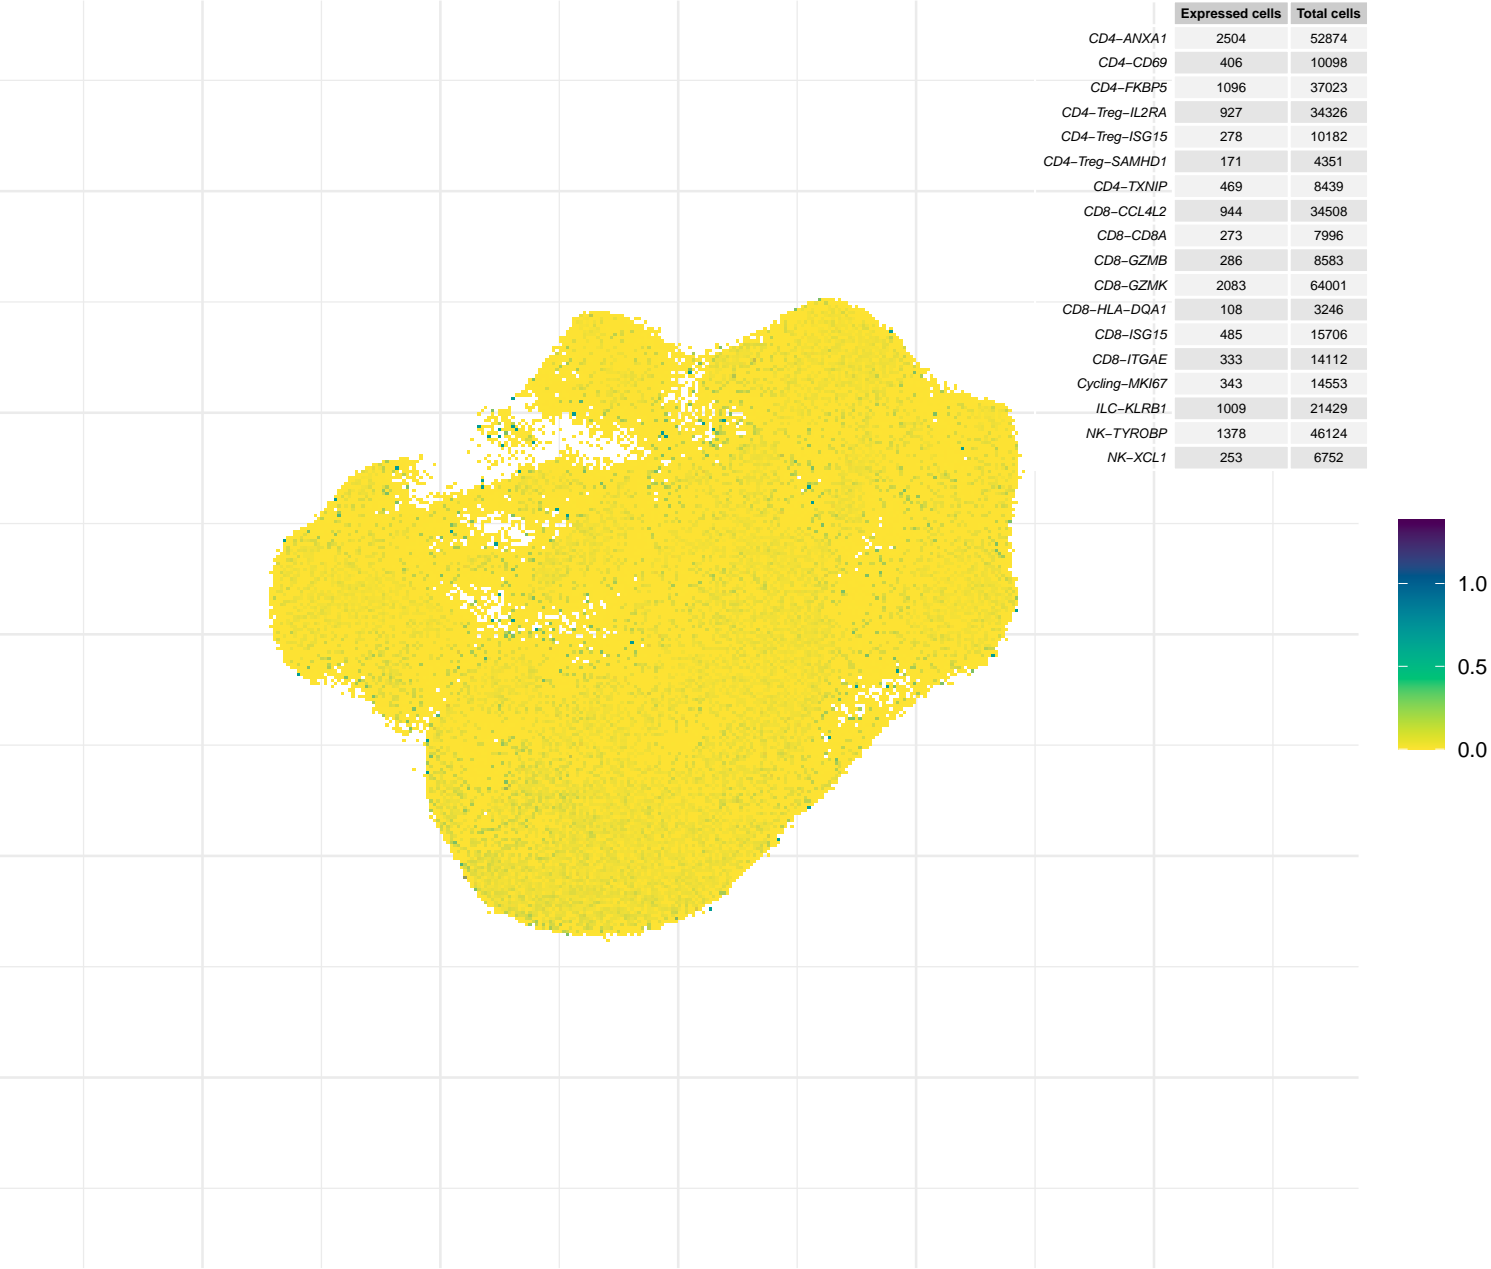 Expressed cells Total cells
CD4−ANXA1 2504 52874
CD4−CD69 406 10098
CD4−FKBP5 1096 37023
CD4−Treg−IL2RA 927 34326
CD4−Treg−ISG15 278 10182
CD4−Treg−SAMHD1 171 4351
CD4−TXNIP 469 8439
CD8−CCL4L2 944 34508
CD8−CD8A 273 7996
CD8−GZMB 286 8583
CD8−GZMK 2083 64001
CD8−HLA−DQA1 108 3246
CD8−ISG15 485 15706
CD8−ITGAE 333 14112
Cycling−MKI67 343 14553
ILC−KLRB1 1009 21429
NK−TYROBP 1378 46124
NK−XCL1 253 6752
1.0
0.5
0.0